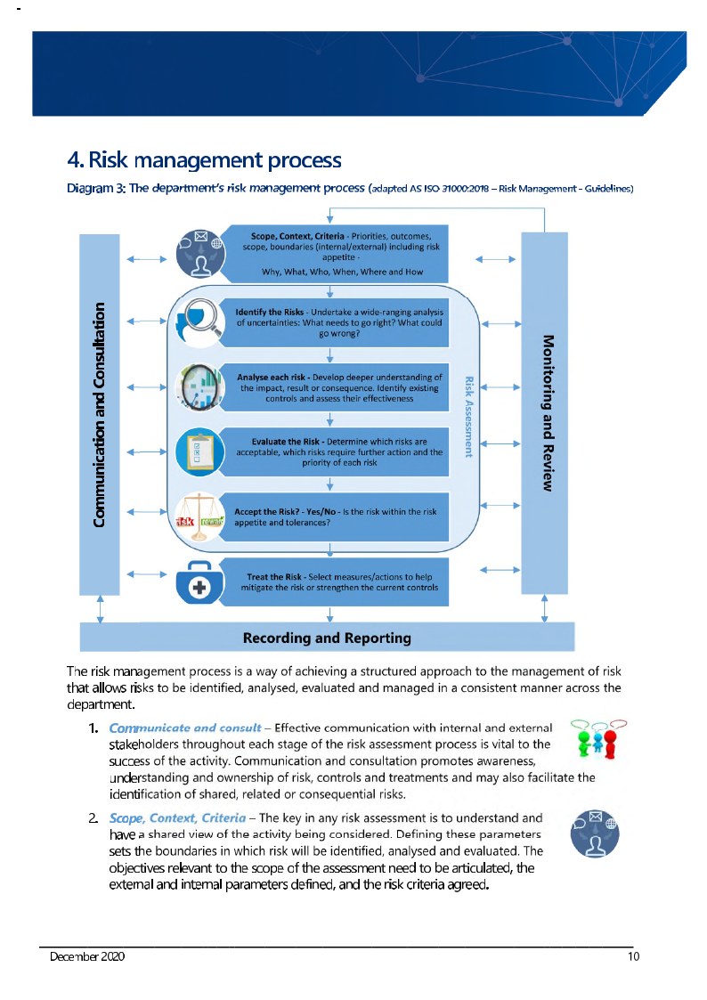 4. Risk management process
Diagram 3: The department's risk management process (adapted AS ISO 31000:2018 – Risk Management - Guidelines)
Scope, Context, Criteria - Priorities, outcomes,
scope, boundaries (internal/external) including risk
appetite -
Why, What, Who, When, Where and How
Identify the Risks - Undertake a wide-ranging analysis
of uncertainties: What needs to go right? What could
go wrong?
Analyse each risk - Develop deeper understanding of
the impact, result or consequence. Identify existing
controls and assess their effectiveness
Evaluate the Risk - Determine which risks are
acceptable, which risks require further action and the
priority of each risk
risk reward
Accept the Risk? - Yes/No - Is the risk within the risk
appetite and tolerances?
Treat the Risk - Select measures/actions to help
mitigate the risk or strengthen the current controls
Communication and Consultation
Risk Assessment
Monitoring and Review
Recording and Reporting
The risk management process is a way of achieving a structured approach to the management of risk
that allows risks to be identified, analysed, evaluated and managed in a consistent manner across the
department.
1. Communicate and consult – Effective communication with internal and external
stakeholders throughout each stage of the risk assessment process is vital to the
success of the activity. Communication and consultation promotes awareness,
understanding and ownership of risk, controls and treatments and may also facilitate the
identification of shared, related or consequential risks.
2. Scope, Context, Criteria – The key in any risk assessment is to understand and
have a shared view of the activity being considered. Defining these parameters
sets the boundaries in which risk will be identified, analysed and evaluated. The
objectives relevant to the scope of the assessment need to be articulated, the
external and internal parameters defined, and the risk criteria agreed.
December 2020
10